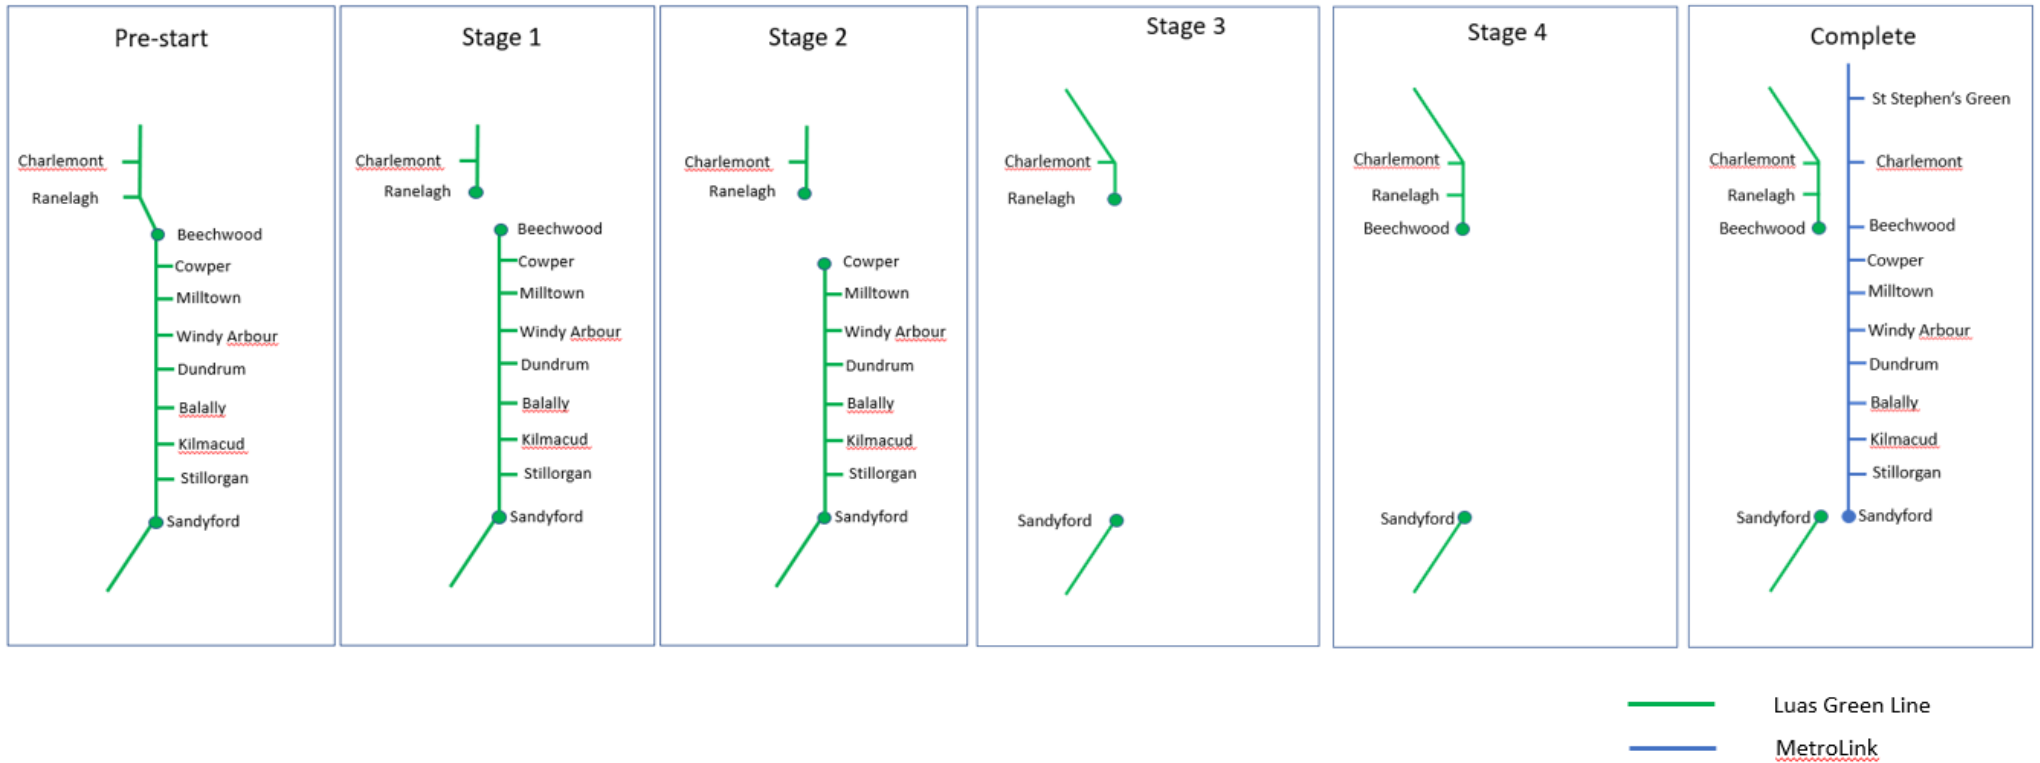 Pre-start
Charlemont
Ranelagh
Beechwood
Cowper
Milltown
Windy Arbour
Dundrum
Balally
Kilmacud
Stillorgan
Sandyford
Stage 1
Charlemont
Ranelagh
Beechwood
Cowper
Milltown
Windy Arbour
Dundrum
Balally
Kilmacud
Stillorgan
Sandyford
Stage 2
Charlemont
Ranelagh
Cowper
Milltown
Windy Arbour
Dundrum
Balally
Kilmacud
Stillorgan
Sandyford
Stage 3
Charlemont
Ranelagh
Sandyford
Stage 4
Charlemont
Ranelagh
Beechwood
Sandyford
Complete
St Stephen's Green
Charlemont
Charlemont
Ranelagh
Beechwood
Beechwood
Cowper
Milltown
Windy Arbour
Dundrum
Balally
Kilmacud
Stillorgan
Sandyford
Sandyford
Luas Green Line
MetroLink